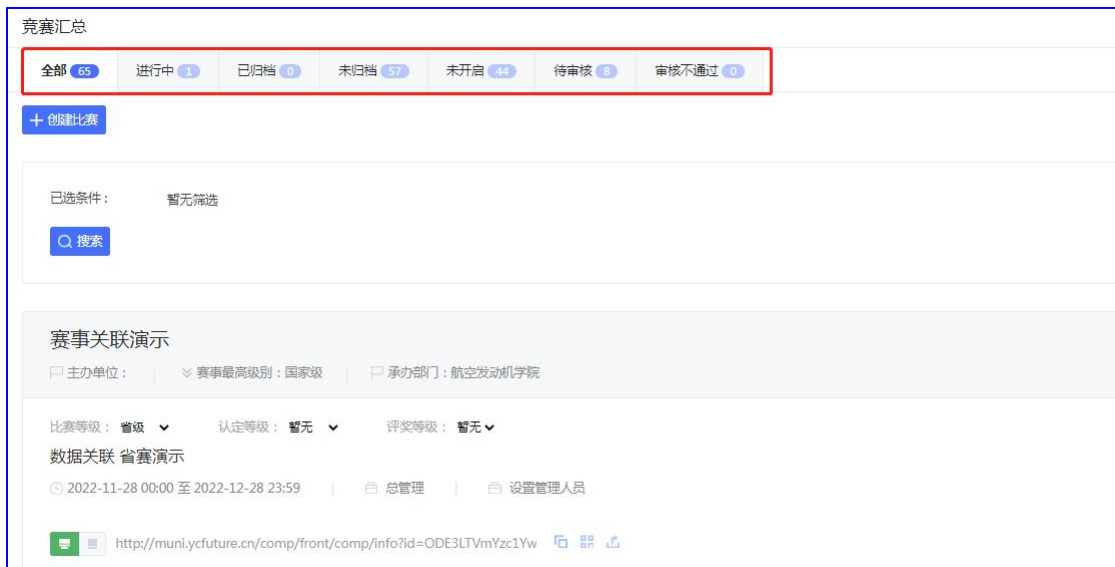 竞赛汇总
全部 65 进行中 1 已归档 0 未归档 57 未开启 44 待审核 8 审核不通过 0
+ 创建比赛
已选条件： 暂无筛选
搜索
赛事关联演示
主办单位： 赛事最高级别：国家级 承办部门：航空发动机学院
比赛等级： 省级 认定等级： 暂无 评奖等级： 暂无
数据关联 省赛演示
2022-11-28 00:00 至 2022-12-28 23:59 总管理 设置管理人员
http://muni.ycfuture.cn/comp/front/comp/info?id=ODE3LTVmYzc1Yw